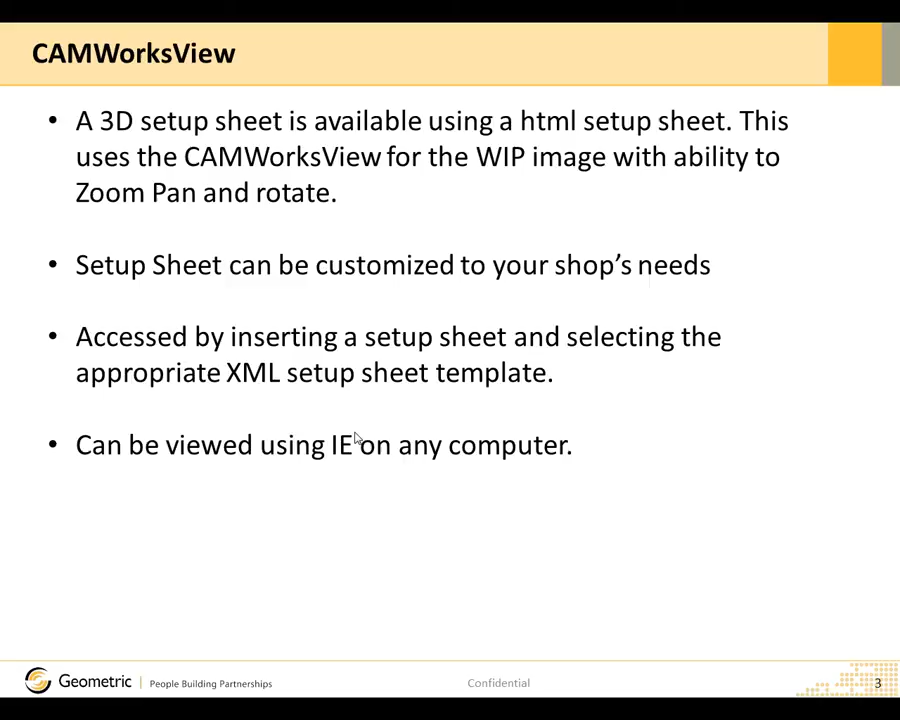 CAMWorksView
• A 3D setup sheet is available using a html setup sheet. This
uses the CAMWorksView for the WIP image with ability to
Zoom Pan and rotate.
• Setup Sheet can be customized to your shop’s needs
• Accessed by inserting a setup sheet and selecting the
appropriate XML setup sheet template.
• Can be viewed using IE on any computer.
Geometric | People Building Partnerships
Confidential
3